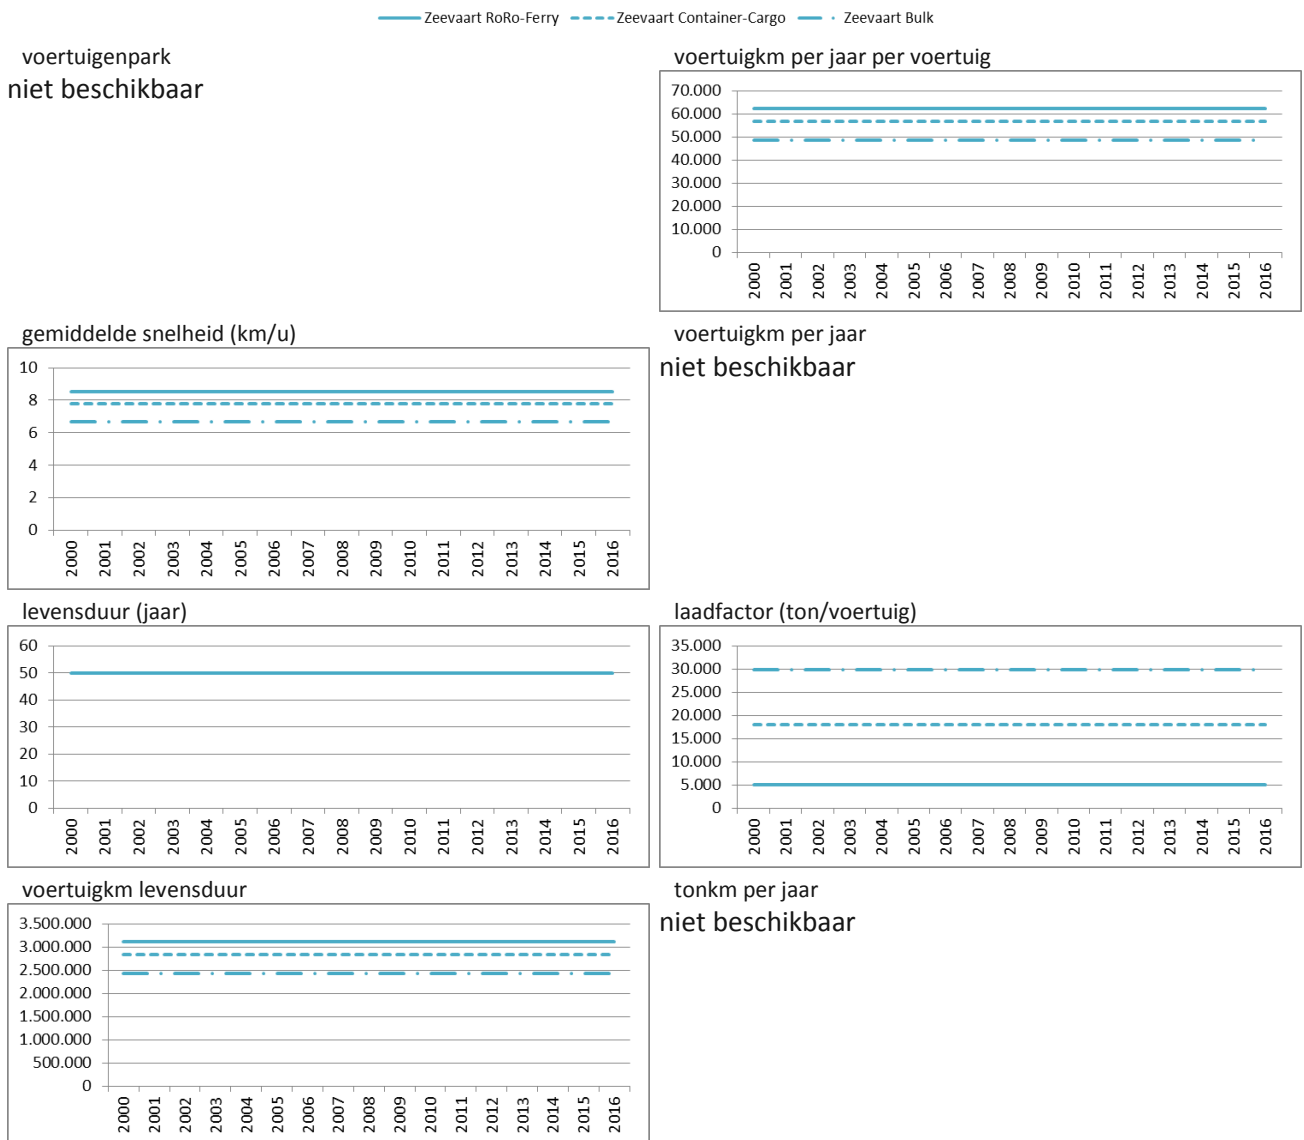 Zeevaart RoRo-Ferry Zeevaart Container-Cargo Zeevaart Bulk
voertuigenpark
niet beschikbaar
voertuigkm per jaar per voertuig
70.000
60.000
50.000
40.000
30.000
20.000
10.000
0
2000 2001 2002 2003 2004 2005 2006 2007 2008 2009 2010 2011 2012 2013 2014 2015 2016
gemiddelde snelheid (km/u)
10
8
6
4
2
0
2000 2001 2002 2003 2004 2005 2006 2007 2008 2009 2010 2011 2012 2013 2014 2015 2016
voertuigkm per jaar
niet beschikbaar
levensduur (jaar)
60
50
40
30
20
10
0
2000 2001 2002 2003 2004 2005 2006 2007 2008 2009 2010 2011 2012 2013 2014 2015 2016
laadfactor (ton/voertuig)
35.000
30.000
25.000
20.000
15.000
10.000
5.000
0
2000 2001 2002 2003 2004 2005 2006 2007 2008 2009 2010 2011 2012 2013 2014 2015 2016
voertuigkm levensduur
3.500.000
3.000.000
2.500.000
2.000.000
1.500.000
1.000.000
500.000
0
2000 2001 2002 2003 2004 2005 2006 2007 2008 2009 2010 2011 2012 2013 2014 2015 2016
tonkm per jaar
niet beschikbaar